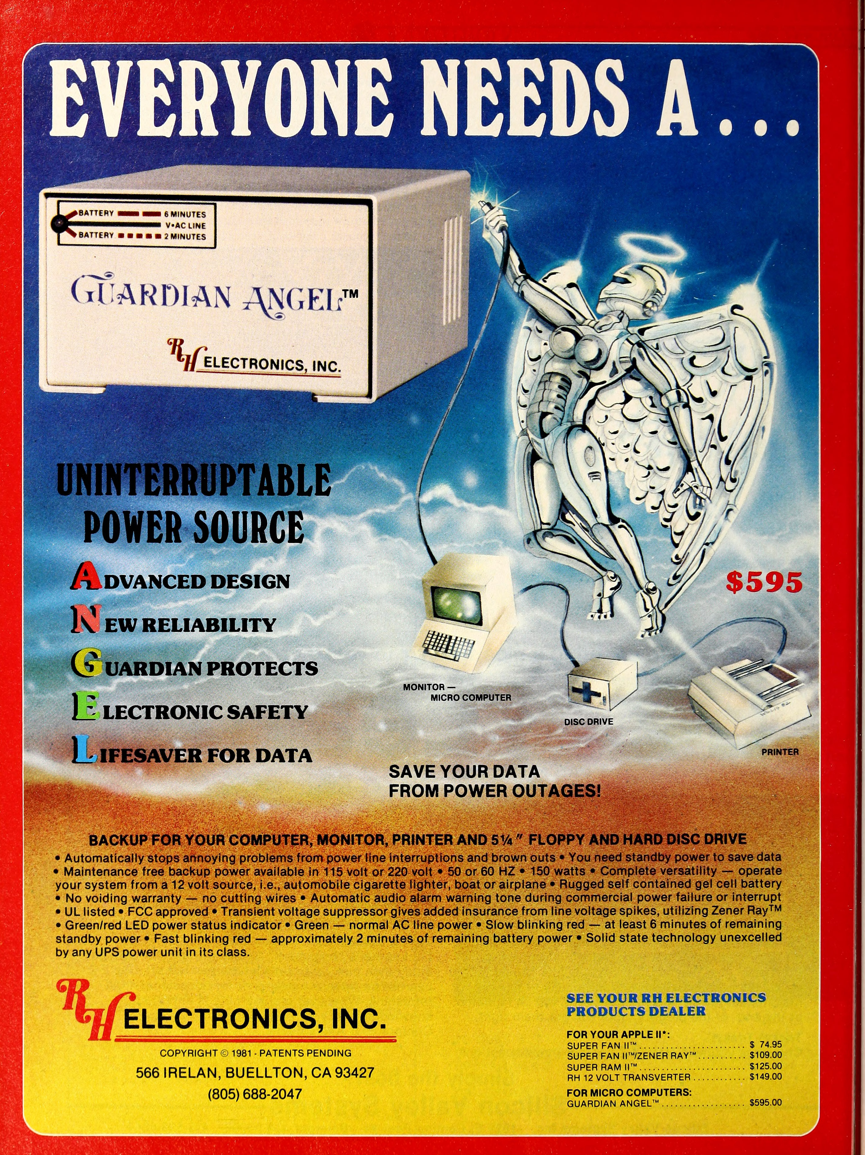 EVERYONE NEEDS A . . .
BATTERY 6 MINUTES
V•AC LINE
BATTERY 2 MINUTES
GUARDIAN ANGEL™
RH ELECTRONICS, INC.
UNINTERRUPTABLE
POWER SOURCE
ADVANCED DESIGN
NEW RELIABILITY
GUARDIAN PROTECTS
ELECTRONIC SAFETY
LIFESAVER FOR DATA
$595
MONITOR —
MICRO COMPUTER
DISC DRIVE
PRINTER
SAVE YOUR DATA
FROM POWER OUTAGES!
BACKUP FOR YOUR COMPUTER, MONITOR, PRINTER AND 5¼" FLOPPY AND HARD DISC DRIVE
• Automatically stops annoying problems from power line interruptions and brown outs • You need standby power to save data
• Maintenance free backup power available in 115 volt or 220 volt • 50 or 60 HZ • 150 watts • Complete versatility — operate
your system from a 12 volt source, i.e., automobile cigarette lighter, boat or airplane • Rugged self contained gel cell battery
• No voiding warranty — no cutting wires • Automatic audio alarm warning tone during commercial power failure or interrupt
• UL listed • FCC approved • Transient voltage suppressor gives added insurance from line voltage spikes, utilizing Zener Ray™
• Green/red LED power status indicator • Green — normal AC line power • Slow blinking red — at least 6 minutes of remaining
standby power • Fast blinking red — approximately 2 minutes of remaining battery power • Solid state technology unexcelled
by any UPS power unit in its class.
RH ELECTRONICS, INC.
COPYRIGHT © 1981 - PATENTS PENDING
566 IRELAN, BUELLTON, CA 93427
(805) 688-2047
SEE YOUR RH ELECTRONICS
PRODUCTS DEALER
FOR YOUR APPLE II*:
SUPER FAN II™ ........................ $ 74.95
SUPER FAN II™/ZENER RAY™ .......... $109.00
SUPER RAM II™ ....................... $125.00
RH 12 VOLT TRANSVERTER ............ $149.00
FOR MICRO COMPUTERS:
GUARDIAN ANGEL™ .................... $595.00